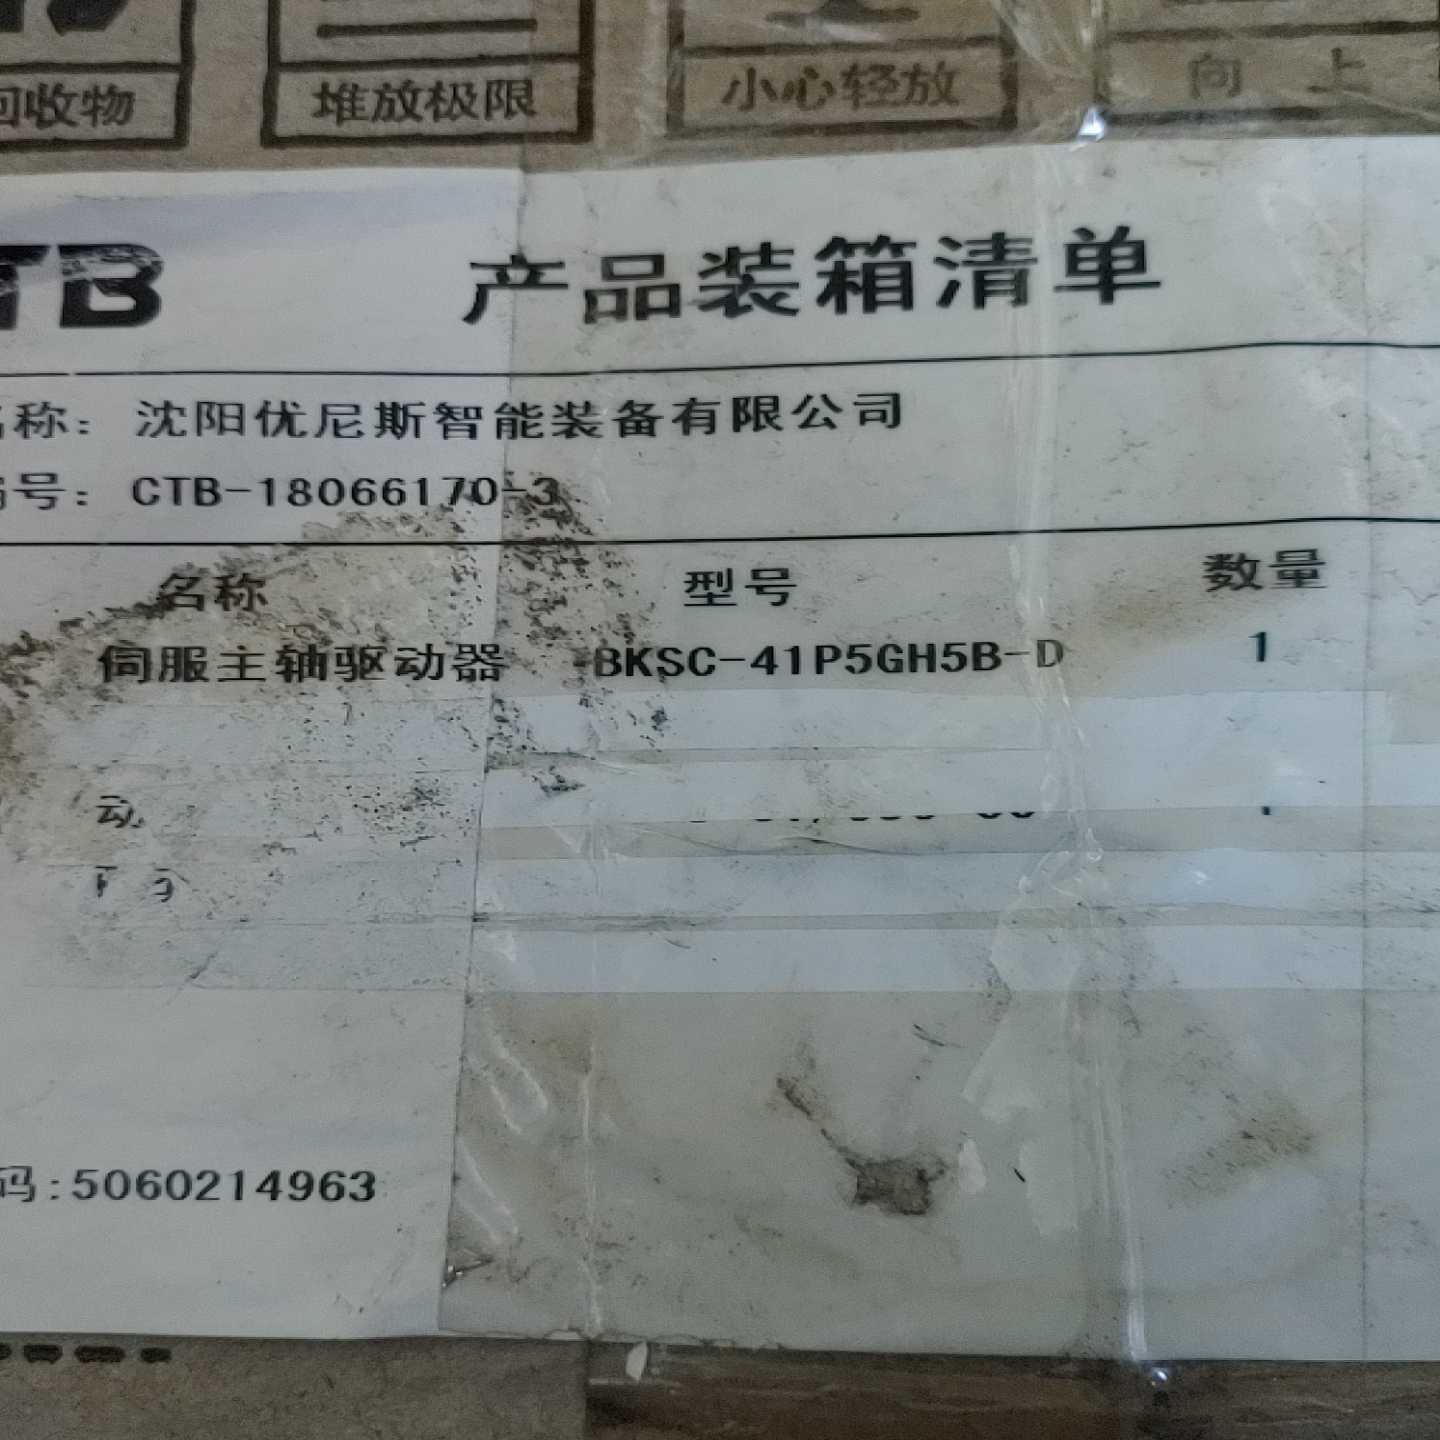 回收物 堆放极限 小心轻放 向上
CTB 产品装箱清单
名称: 沈阳优尼斯智能装备有限公司
号: CTB-18066170-3
名称 型号 数量
伺服主轴驱动器 BKSC-41P5GH5B-D 1
动
码:5060214963